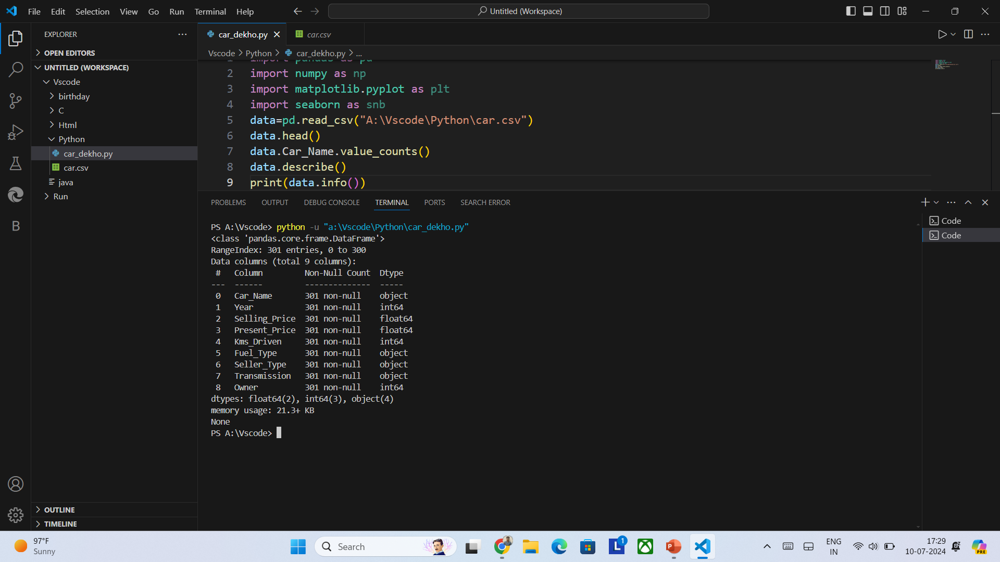 File Edit Selection View Go Run Terminal Help
Untitled (Workspace)
EXPLORER
OPEN EDITORS
UNTITLED (WORKSPACE)
Vscode
birthday
C
Html
Python
car_dekho.py
car.csv
java
Run
OUTLINE
TIMELINE
car_dekho.py
car.csv
Vscode > Python > car_dekho.py > ...
1 import pandas as pd
2 import numpy as np
3 import matplotlib.pyplot as plt
4 import seaborn as snb
5 data=pd.read_csv("A:\Vscode\Python\car.csv")
6 data.head()
7 data.Car_Name.value_counts()
8 data.describe()
9 print(data.info())
PROBLEMS OUTPUT DEBUG CONSOLE TERMINAL PORTS SEARCH ERROR
PS A:\Vscode> python -u "a:\Vscode\Python\car_dekho.py"
<class 'pandas.core.frame.DataFrame'>
RangeIndex: 301 entries, 0 to 300
Data columns (total 9 columns):
 #   Column         Non-Null Count  Dtype
---  ------         --------------  -----
 0   Car_Name       301 non-null    object
 1   Year           301 non-null    int64
 2   Selling_Price  301 non-null    float64
 3   Present_Price  301 non-null    float64
 4   Kms_Driven     301 non-null    int64
 5   Fuel_Type      301 non-null    object
 6   Seller_Type    301 non-null    object
 7   Transmission   301 non-null    object
 8   Owner          301 non-null    int64
dtypes: float64(2), int64(3), object(4)
memory usage: 21.3+ KB
None
PS A:\Vscode>
Code
Code
97°F
Sunny
Search
1
ENG
IN
17:29
10-07-2024
PRE